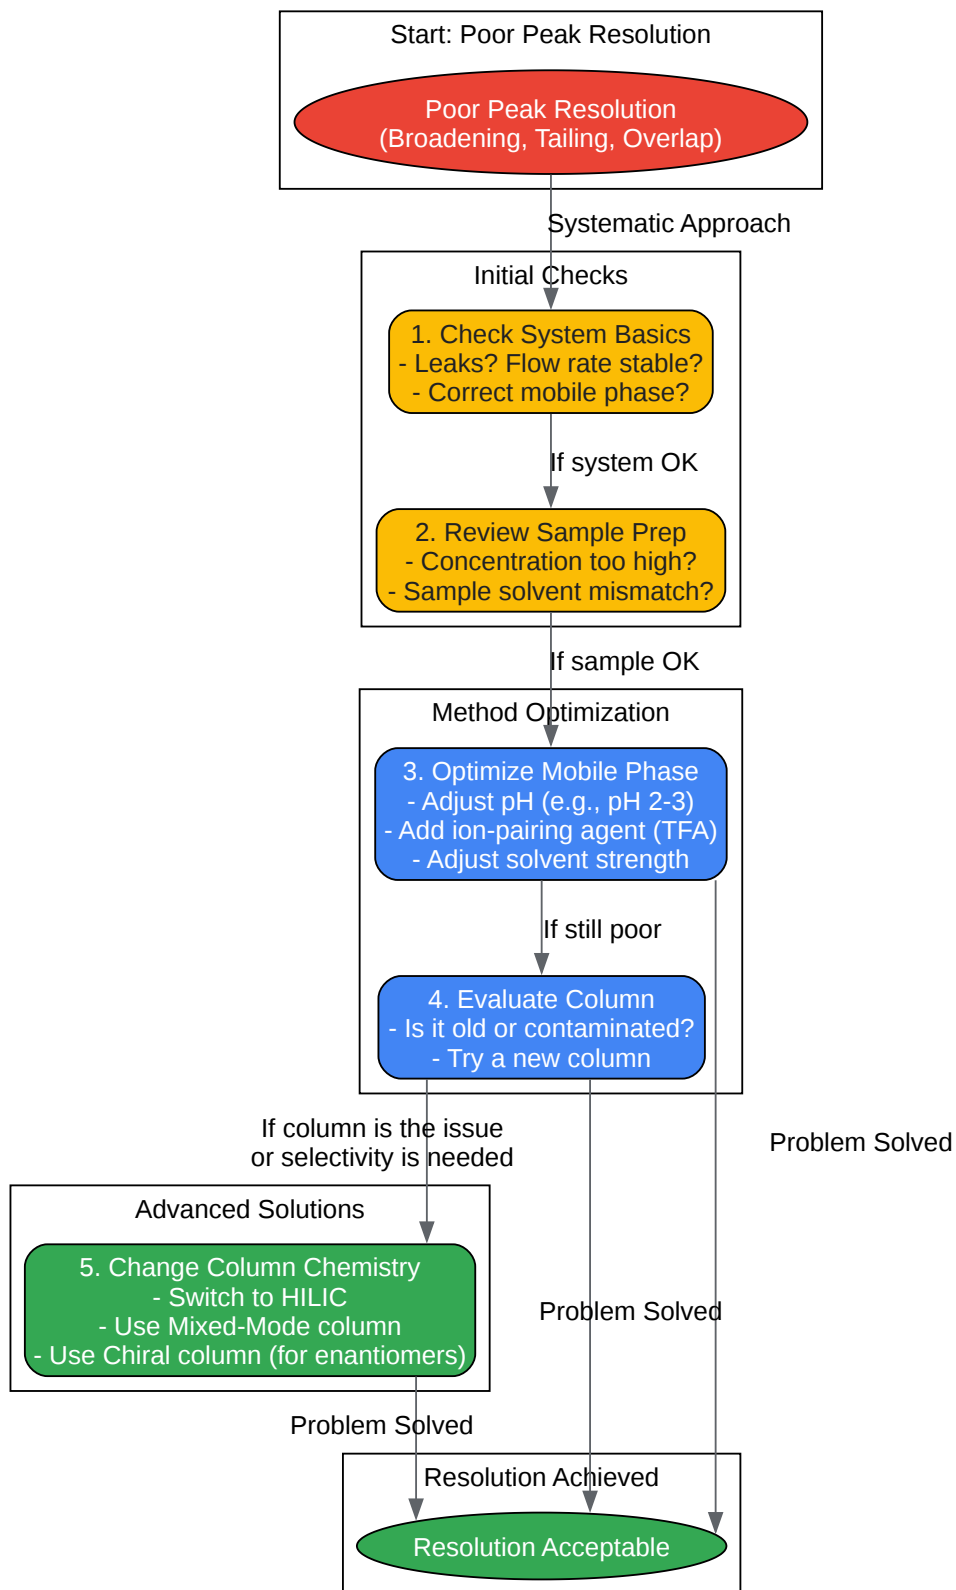 Start: Poor Peak Resolution
Poor Peak Resolution
(Broadening, Tailing, Overlap)
Systematic Approach
Initial Checks
1. Check System Basics
- Leaks? Flow rate stable?
- Correct mobile phase?
If system OK
2. Review Sample Prep
- Concentration too high?
- Sample solvent mismatch?
If sample OK
Method Optimization
3. Optimize Mobile Phase
- Adjust pH (e.g., pH 2-3)
- Add ion-pairing agent (TFA)
- Adjust solvent strength
If still poor
4. Evaluate Column
- Is it old or contaminated?
- Try a new column
If column is the issue
or selectivity is needed
Problem Solved
Advanced Solutions
5. Change Column Chemistry
- Switch to HILIC
- Use Mixed-Mode column
- Use Chiral column (for enantiomers)
Problem Solved
Problem Solved
Resolution Achieved
Resolution Acceptable